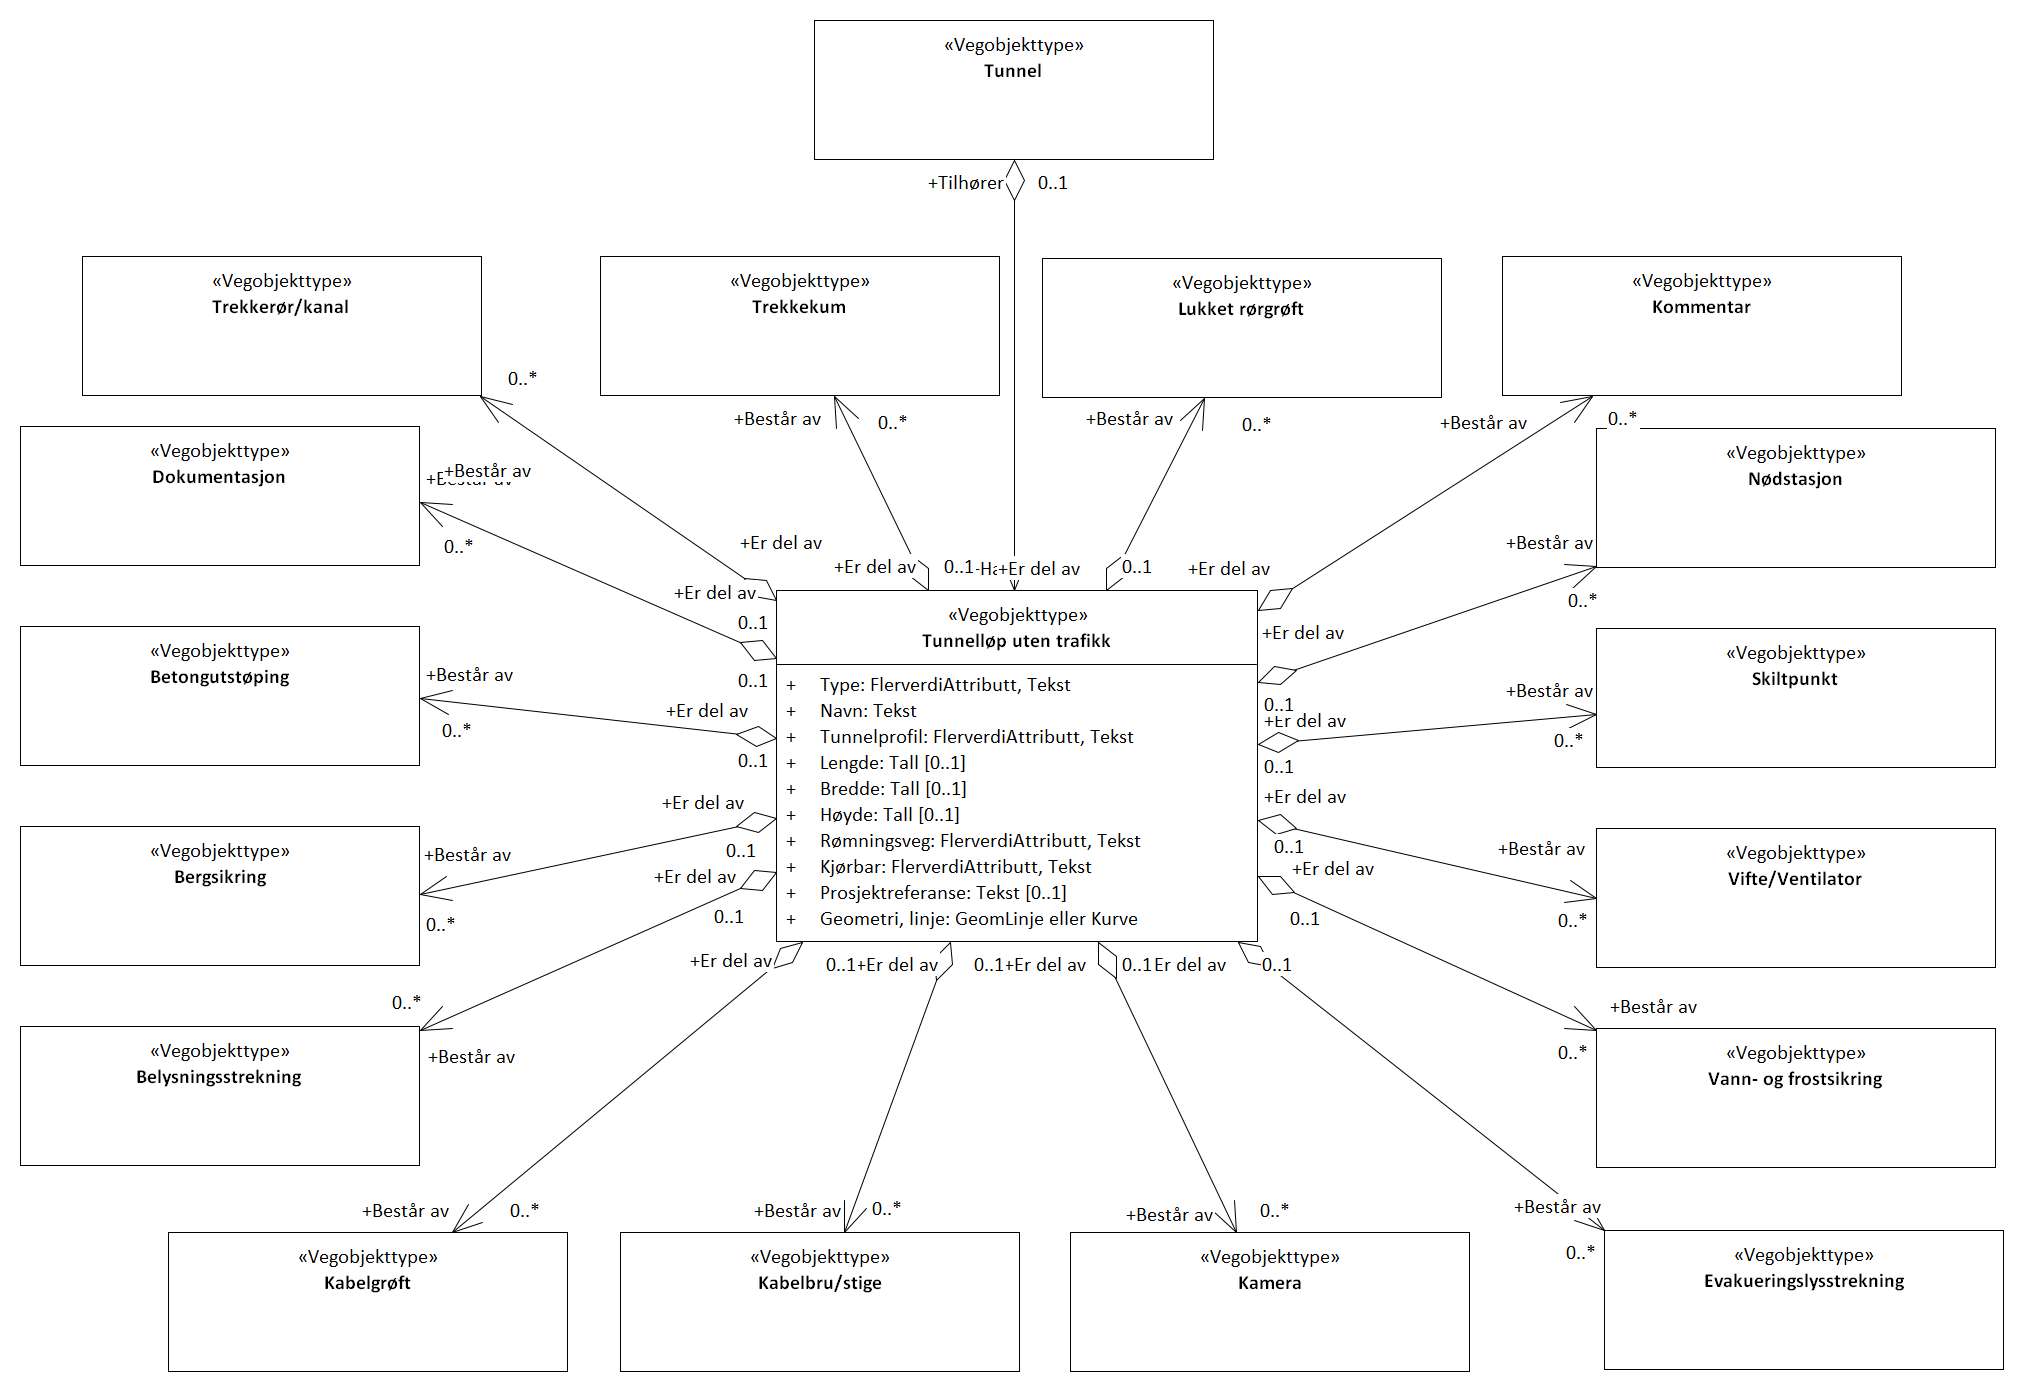 «Vegobjekttype»
Tunnel
+Tilhører
0..1
«Vegobjekttype»
Trekkerør/kanal
«Vegobjekttype»
Trekkekum
«Vegobjekttype»
Lukket rørgrøft
«Vegobjekttype»
Kommentar
0..*
+Består av
0..*
+Består av
0..*
+Består av
0..*
«Vegobjekttype»
Dokumentasjon
+Består av
0..*
«Vegobjekttype»
Nødstasjon
+Består av
0..*
+Er del av
+Er del av
0..1
+Er del av
0..1
+Er del av
+Er del av
0..1
0..1
«Vegobjekttype»
Tunnelløp uten trafikk
+ Type: FlerverdiAttributt, Tekst
+ Navn: Tekst
+ Tunnelprofil: FlerverdiAttributt, Tekst
+ Lengde: Tall [0..1]
+ Bredde: Tall [0..1]
+ Høyde: Tall [0..1]
+ Rømningsveg: FlerverdiAttributt, Tekst
+ Kjørbar: FlerverdiAttributt, Tekst
+ Prosjektreferanse: Tekst [0..1]
+ Geometri, linje: GeomLinje eller Kurve
+Er del av
0..1
+Er del av
0..1
«Vegobjekttype»
Betongutstøping
+Består av
0..*
+Er del av
0..1
«Vegobjekttype»
Skiltpunkt
+Består av
0..*
+Er del av
0..1
«Vegobjekttype»
Bergsikring
+Består av
0..*
+Er del av
0..1
«Vegobjekttype»
Vifte/Ventilator
+Består av
0..*
+Er del av
0..1
+Er del av
0..1
+Er del av
0..1
+Er del av
0..1
+Er del av
0..1
Er del av
0..1
0..*
+Består av
«Vegobjekttype»
Belysningsstrekning
+Består av
0..*
«Vegobjekttype»
Vann- og frostsikring
+Består av
0..*
«Vegobjekttype»
Kabelgrøft
+Består av
0..*
«Vegobjekttype»
Kabelbru/stige
+Består av
0..*
«Vegobjekttype»
Kamera
+Består av
0..*
«Vegobjekttype»
Evakueringslysstrekning